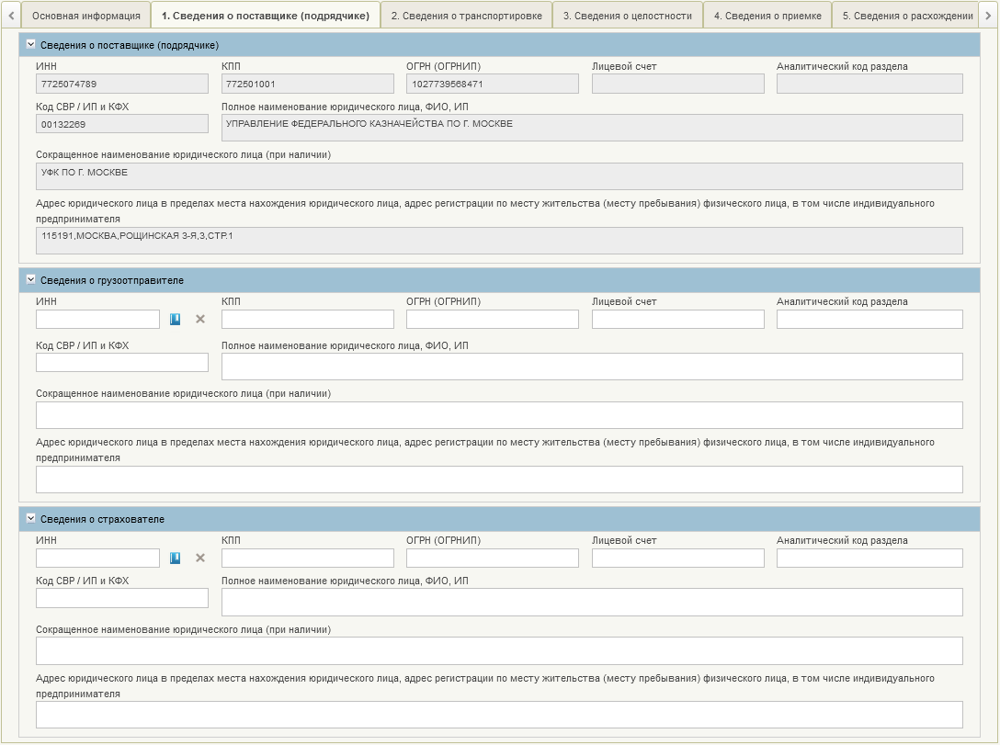 Основная информация
1. Сведения о поставщике (подрядчике)
2. Сведения о транспортировке
3. Сведения о целостности
4. Сведения о приемке
5. Сведения о расхождении
Сведения о поставщике (подрядчике)
ИНН КПП ОГРН (ОГРНИП) Лицевой счет Аналитический код раздела
7725074789 772501001 1027739568471
Код СВР / ИП и КФХ Полное наименование юридического лица, ФИО, ИП
00132269 УПРАВЛЕНИЕ ФЕДЕРАЛЬНОГО КАЗНАЧЕЙСТВА ПО Г. МОСКВЕ
Сокращенное наименование юридического лица (при наличии)
УФК ПО Г. МОСКВЕ
Адрес юридического лица в пределах места нахождения юридического лица, адрес регистрации по месту жительства (месту пребывания) физического лица, в том числе индивидуального
предпринимателя
115191,МОСКВА,РОЩИНСКАЯ 3-Я,3,СТР.1
Сведения о грузоотправителе
ИНН КПП ОГРН (ОГРНИП) Лицевой счет Аналитический код раздела
Код СВР / ИП и КФХ Полное наименование юридического лица, ФИО, ИП
Сокращенное наименование юридического лица (при наличии)
Адрес юридического лица в пределах места нахождения юридического лица, адрес регистрации по месту жительства (месту пребывания) физического лица, в том числе индивидуального
предпринимателя
Сведения о страхователе
ИНН КПП ОГРН (ОГРНИП) Лицевой счет Аналитический код раздела
Код СВР / ИП и КФХ Полное наименование юридического лица, ФИО, ИП
Сокращенное наименование юридического лица (при наличии)
Адрес юридического лица в пределах места нахождения юридического лица, адрес регистрации по месту жительства (месту пребывания) физического лица, в том числе индивидуального
предпринимателя